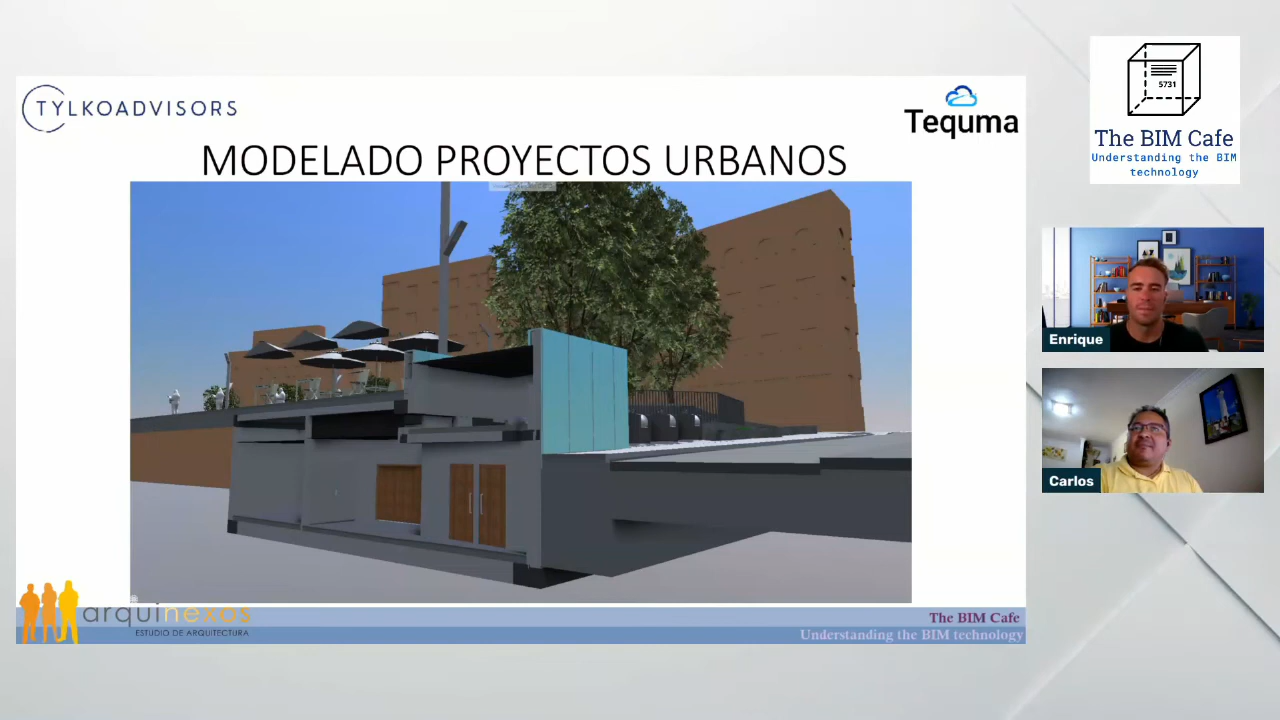 TYLKOADVISORS
Tequma
MODELADO PROYECTOS URBANOS
5731
The BIM Cafe
Understanding the BIM
technology
Enrique
Carlos
arquinexos
ESTUDIO DE ARQUITECTURA
The BIM Cafe
Understanding the BIM technology